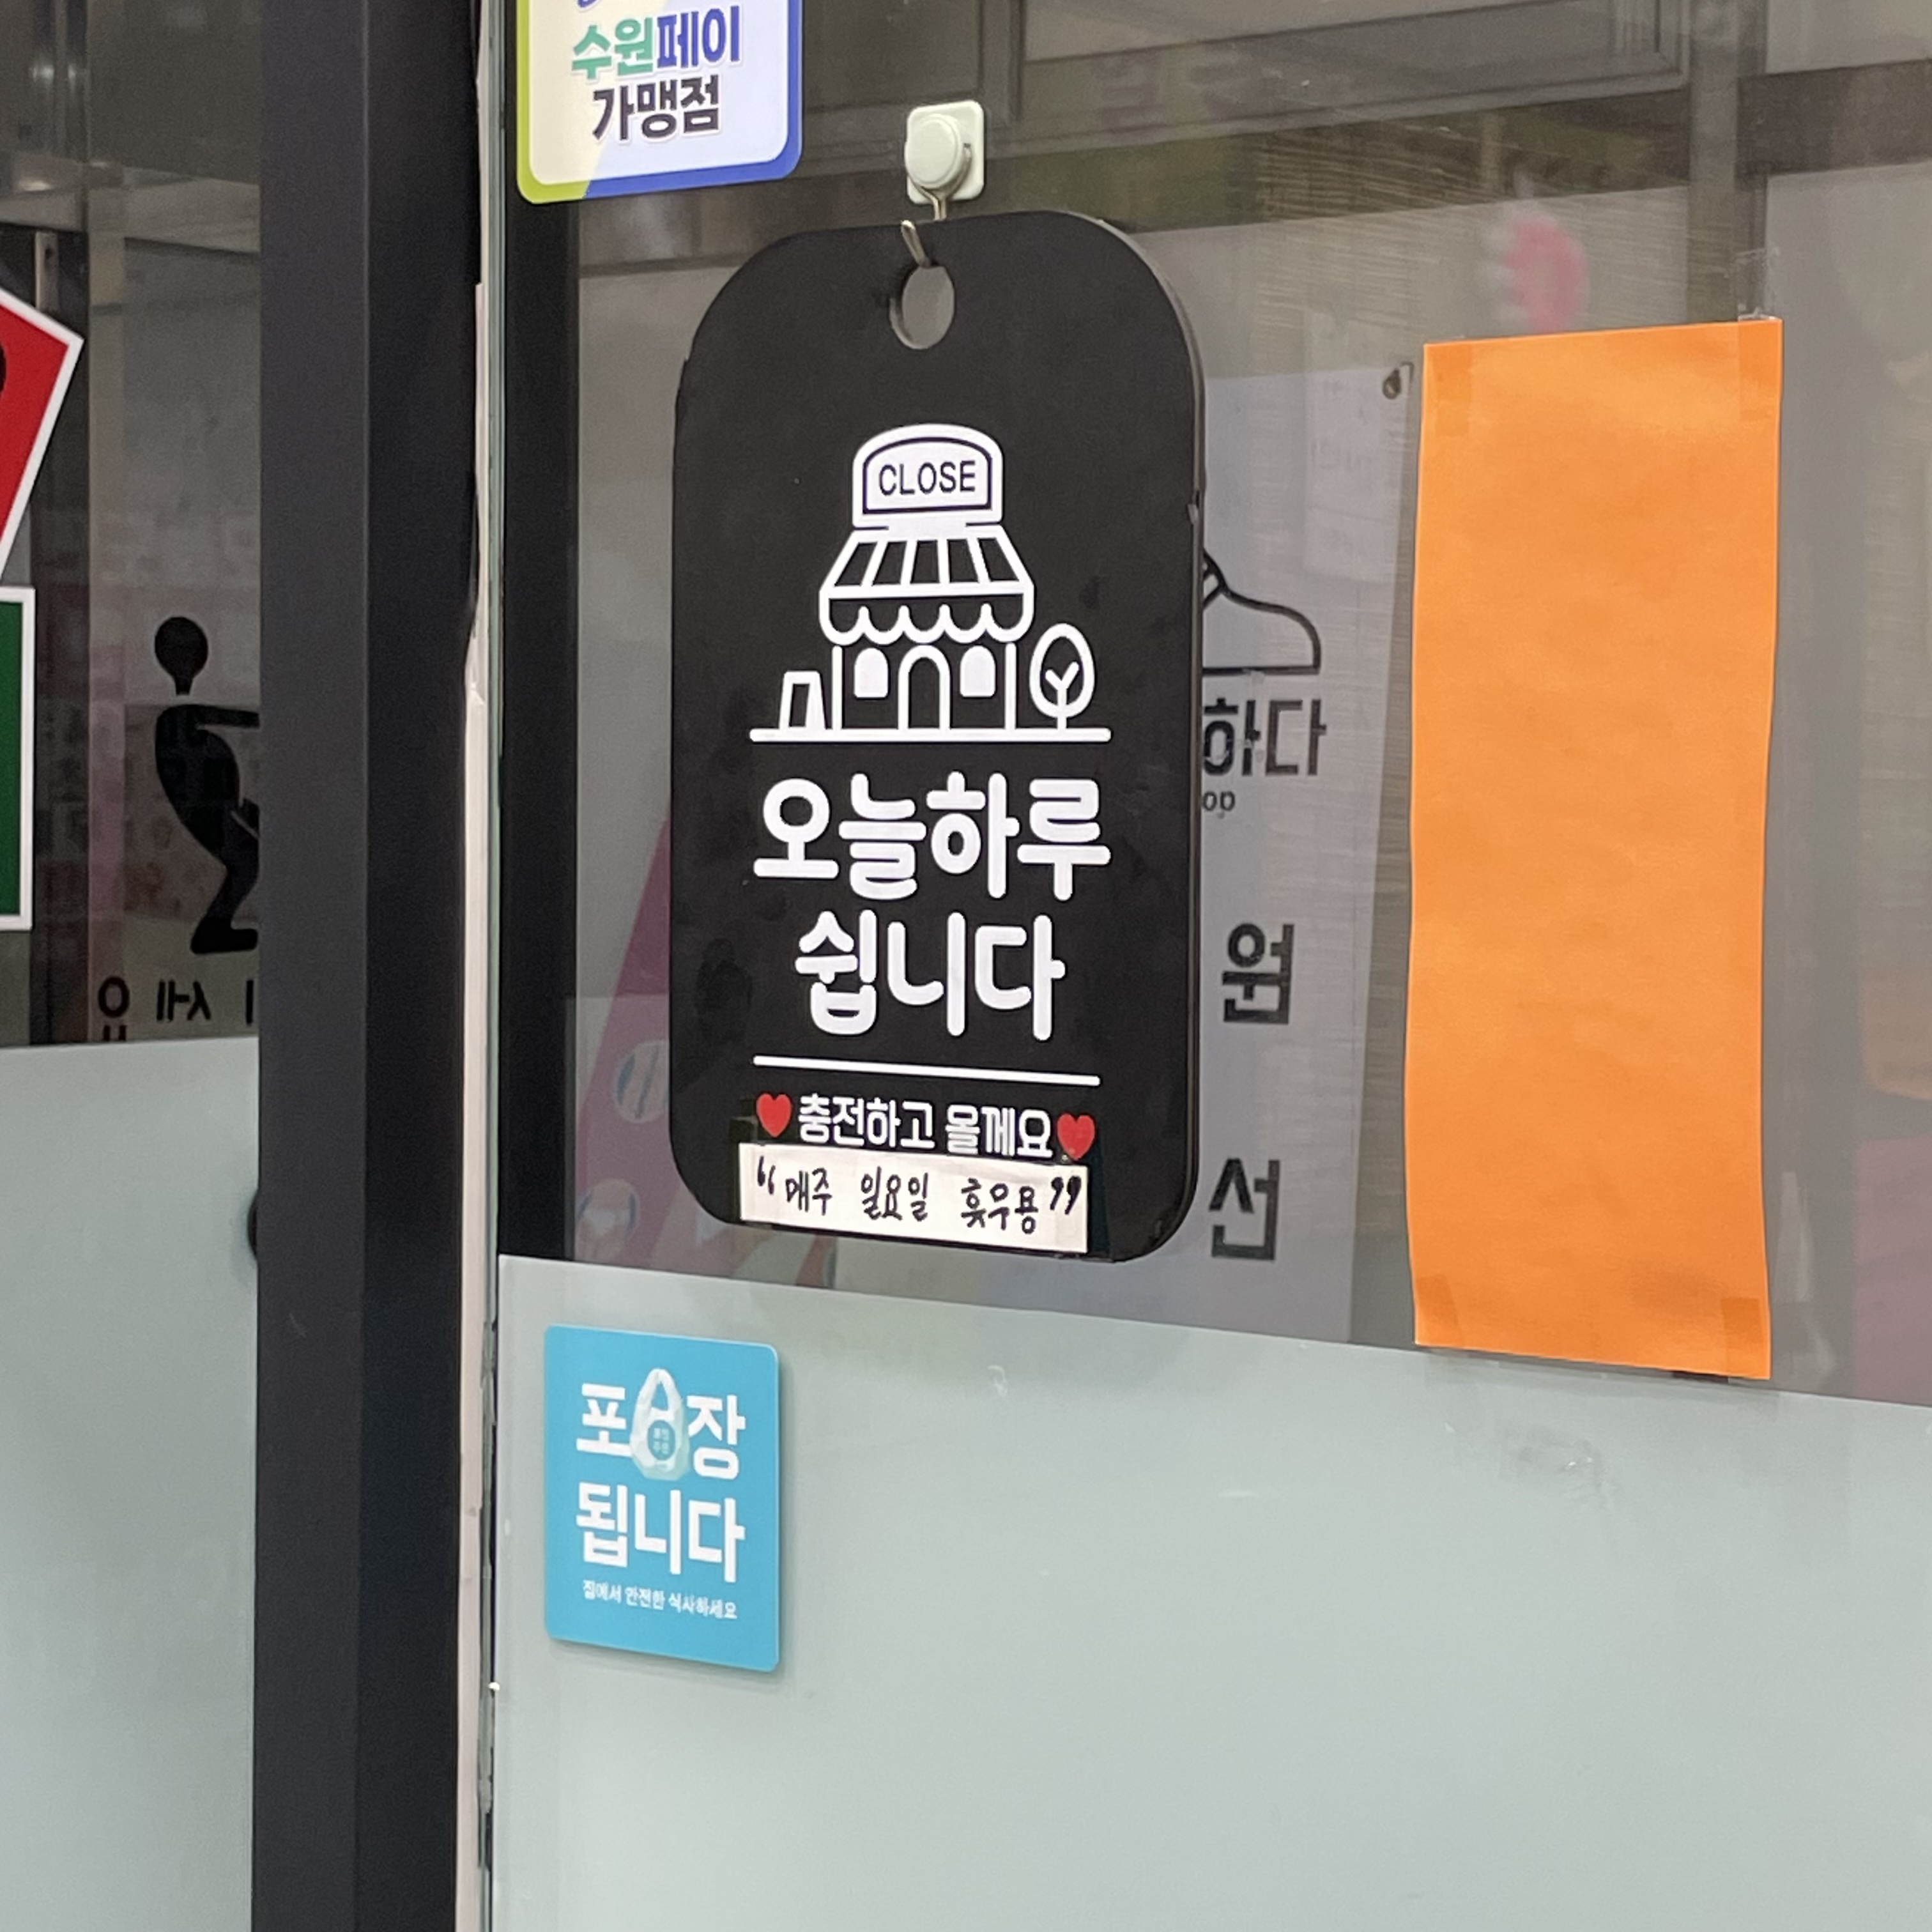 수원페이
가맹점
CLOSE
오늘하루
쉽니다
충전하고 올께요
"매주 일요일 휴무용"
하다
op
원
선
포장
됩니다
집에서 안전한 식사하세요